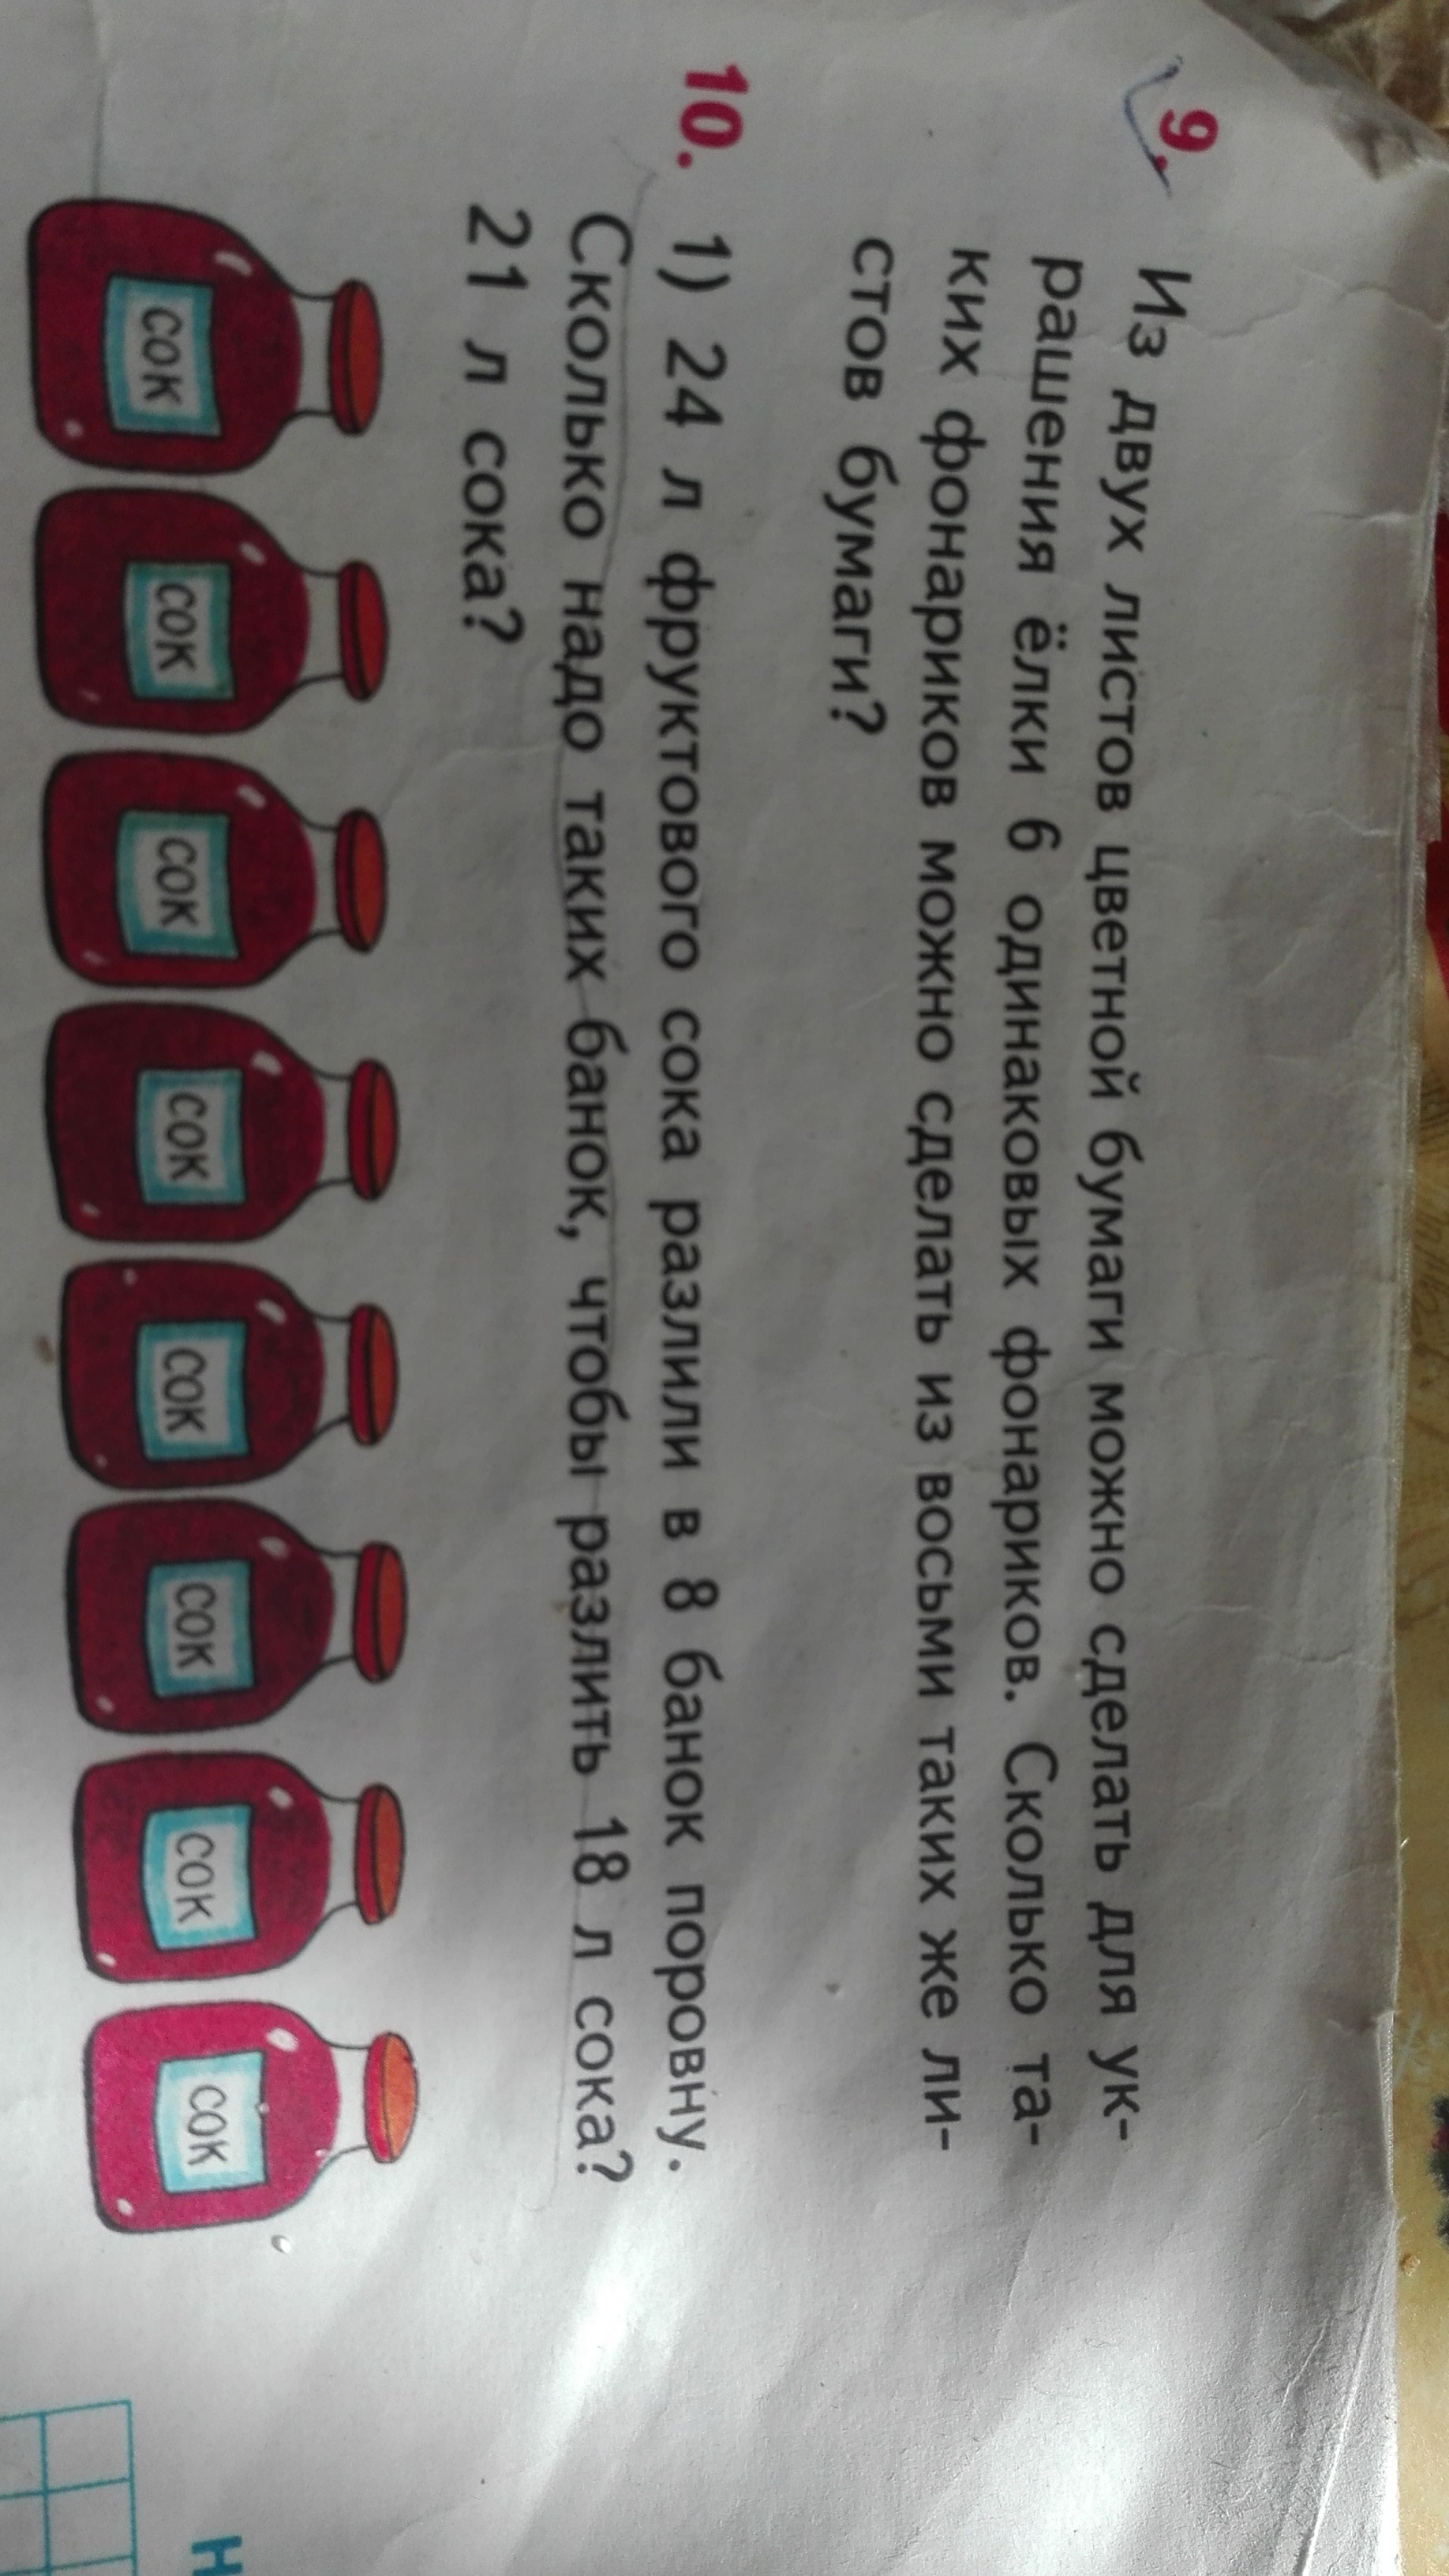 9. Из двух листов цветной бумаги можно сделать для ук-
рашения ёлки 6 одинаковых фонариков. Сколько та-
ких фонариков можно сделать из восьми таких же ли-
стов бумаги?
10. 1) 24 л фруктового сока разлили в 8 банок поровну.
Сколько надо таких банок, чтобы разлить 18 л сока?
21 л сока?
СОК СОК СОК СОК СОК СОК СОК СОК